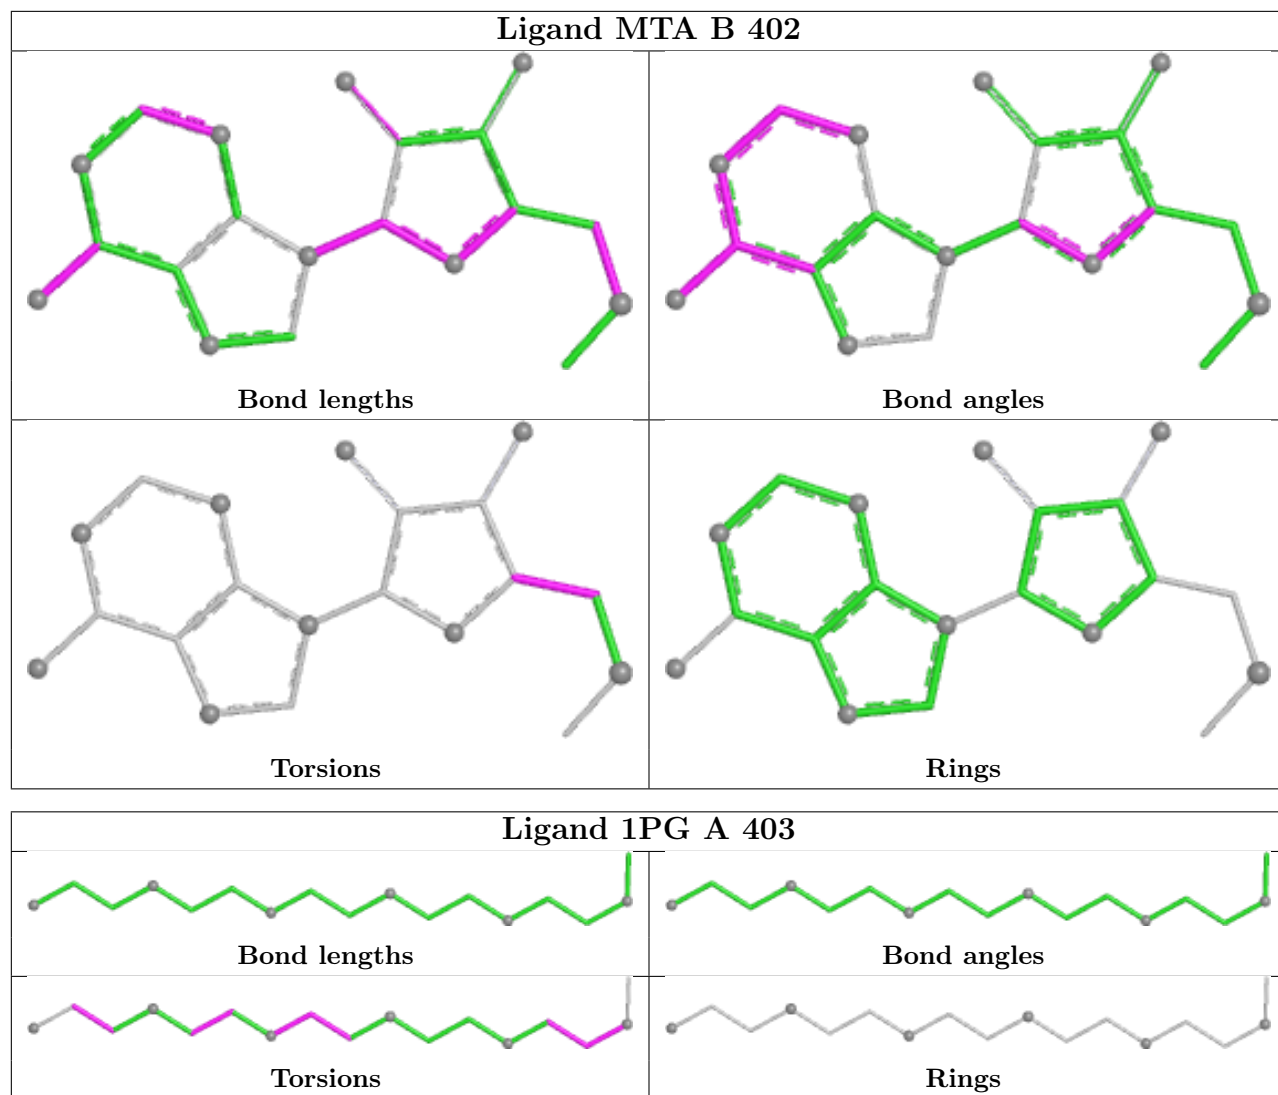 Ligand MTA B 402
Bond lengths
Bond angles
Torsions
Rings
Ligand 1PG A 403
Bond lengths
Bond angles
Torsions
Rings